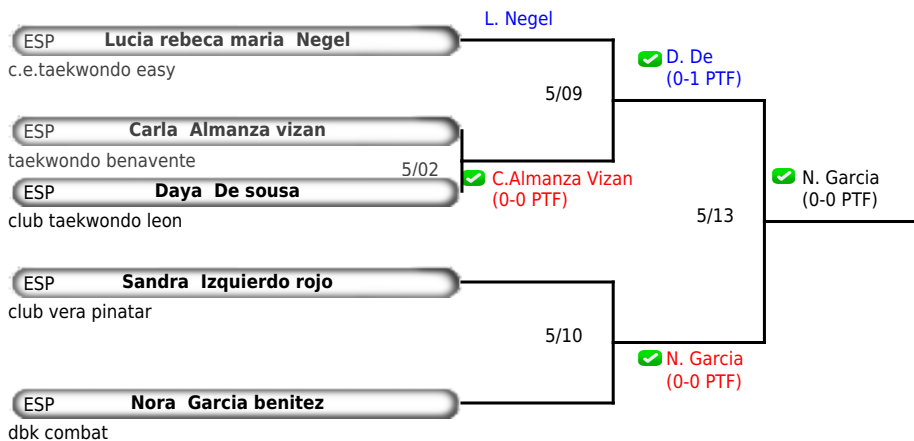 L. Negel
ESP Lucia rebeca maria Negel
c.e.taekwondo easy
D. De
(0-1 PTF)
5/09
ESP Carla Almanza vizan
taekwondo benavente
5/02
C.Almanza Vizan
(0-0 PTF)
ESP Daya De sousa
club taekwondo leon
N. Garcia
(0-0 PTF)
5/13
ESP Sandra Izquierdo rojo
club vera pinatar
5/10
N. Garcia
(0-0 PTF)
ESP Nora Garcia benitez
dbk combat